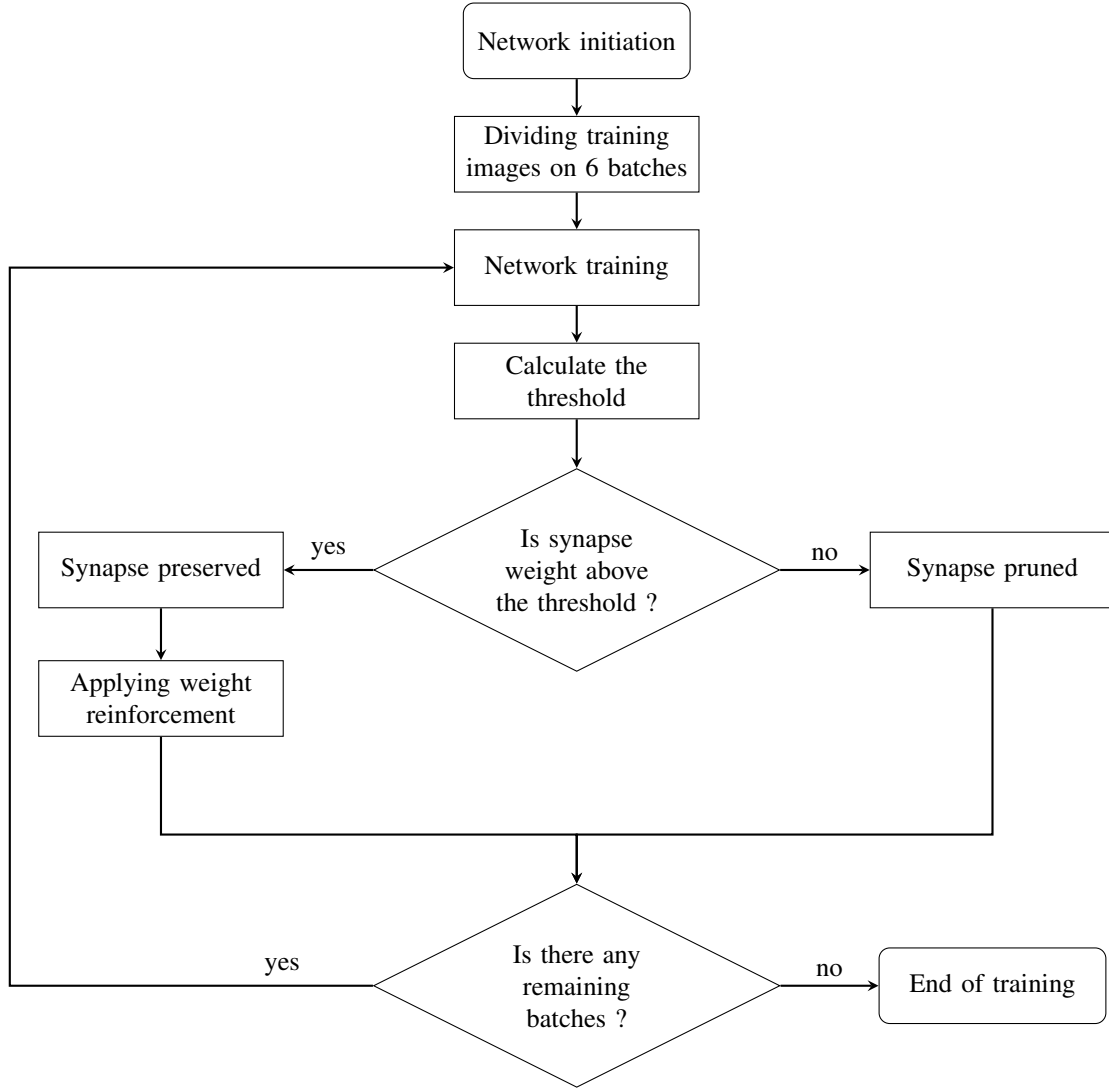 Network initiation
Dividing training
images on 6 batches
Network training
Calculate the
threshold
Is synapse
weight above
the threshold ?
yes
no
Synapse preserved
Synapse pruned
Applying weight
reinforcement
Is there any
remaining
batches ?
yes
no
End of training